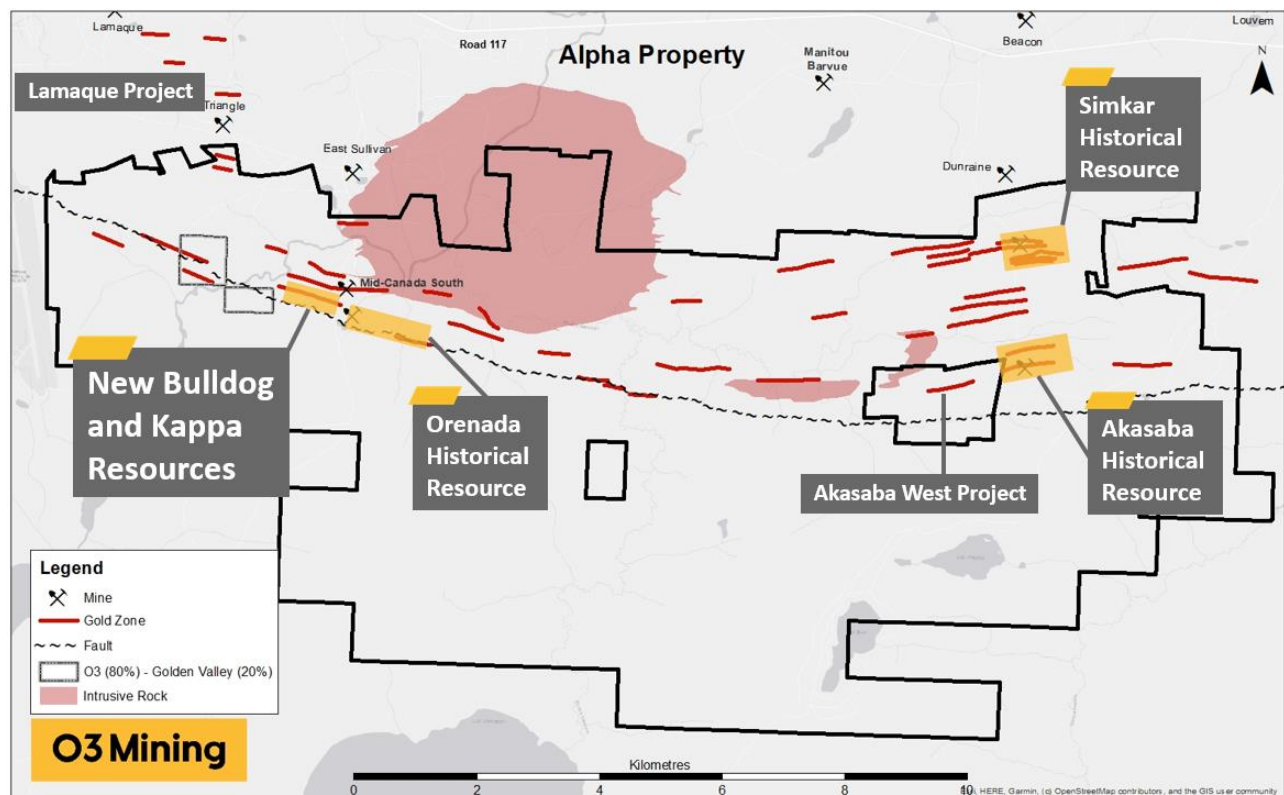 Lamaque
Road 117
Alpha Property
Manitou
Barvue
Beacon
Louvem
N
Lamaque Project
Triangle
East Sullivan
Dunraine
Simkar
Historical
Resource
Mid-Canada South
New Bulldog
and Kappa
Resources
Orenada
Historical
Resource
Akasaba West Project
Akasaba
Historical
Resource
Legend
Mine
Gold Zone
Fault
O3 (80%) - Golden Valley (20%)
Intrusive Rock
O3 Mining
Kilometres
0 2 4 6 8 10
HERE, Garmin, (c) OpenStreetMap contributors, and the GIS user community